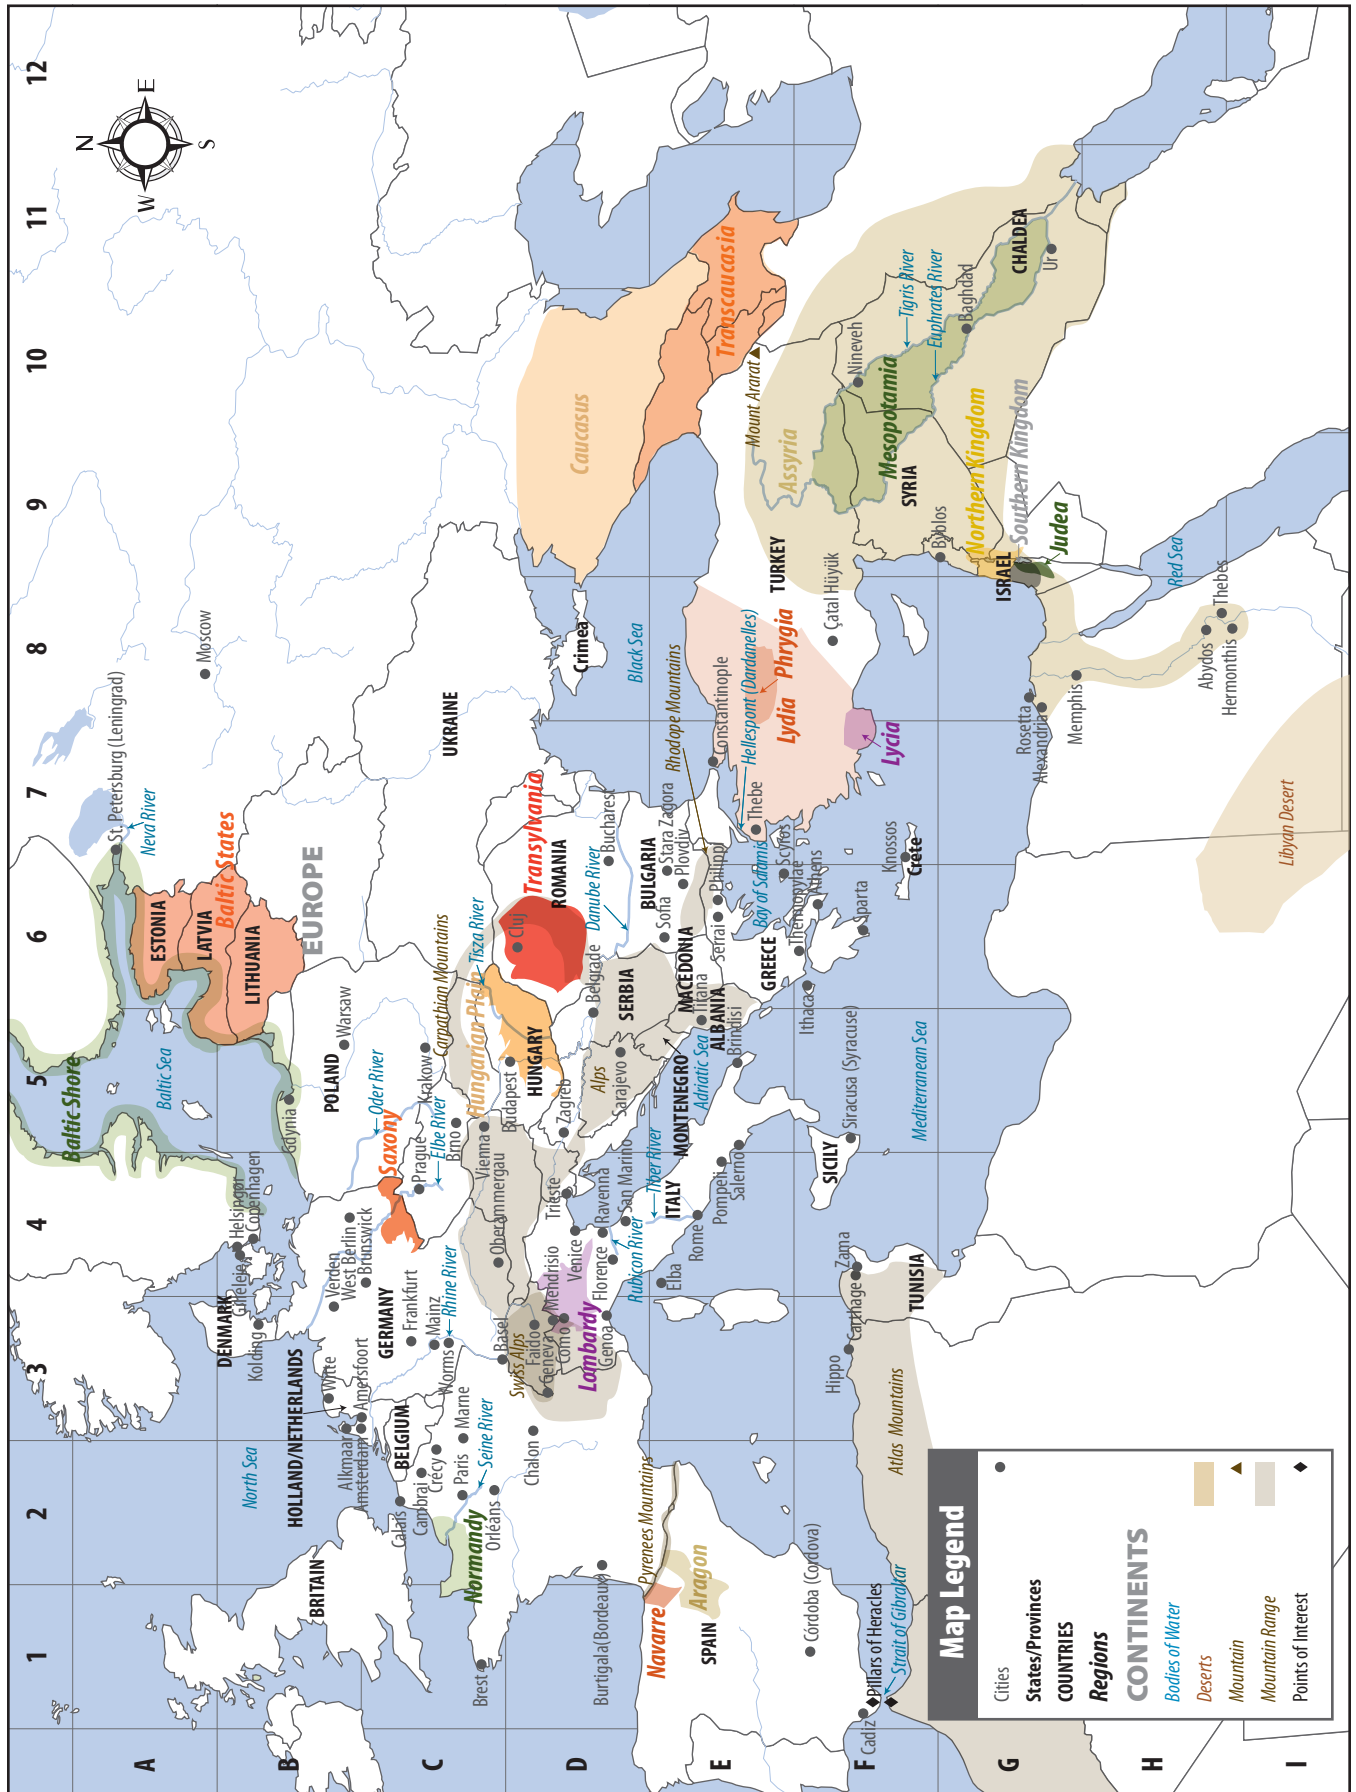 1
2
3
4
5
6
7
8
9
10
11
12
A
B
C
D
E
F
G
H
I
N
E
S
W
Baltic Shore
Baltic Sea
St. Petersburg (Leningrad)
Neva River
Moscow
ESTONIA
LATVIA
Baltic States
LITHUANIA
EUROPE
Helsingør
Copenhagen
Gilleleje
DENMARK
Kolding
North Sea
BRITAIN
HOLLAND/NETHERLANDS
Witte
Alkmaar
Amersfoort
Amsterdam
BELGIUM
Calais
Cambrai
Crécy
Paris
Marne
Seine River
Normandy
Orléans
Brest
Chalon
Burtigala(Bordeaux)
Verden
West Berlin
Brunswick
GERMANY
Frankfurt
Mainz
Worms
Rhine River
Basel
Gdynia
POLAND
Warsaw
Oder River
Saxony
Krakow
Prague
Elbe River
Brno
Vienna
Oberammergau
Carpathian Mountains
Tisza River
Hungarian Plain
Budapest
HUNGARY
UKRAINE
Transylvania
Cluj
ROMANIA
Bucharest
Danube River
Crimea
Black Sea
Caucasus
Transcaucasia
Swiss Alps
Faido
Geneva
Mendrisio
Como
Lombardy
Genoa
Trieste
Venice
Florense
Ravenna
San Marino
Rubicon River
Tiber River
ITALY
Elba
Rome
Pompeii
Salerno
Zagreb
Belgrade
Alps
Sarajevo
SERBIA
MONTENEGRO
Adriatic Sea
ALBANIA
Tirana
Brindisi
MACEDONIA
BULGARIA
Sofia
Stara Zagora
Plovdiv
Rhodope Mountains
Serrai
Philippi
Constantinople
Hellespont (Dardanelles)
Bay of Salamis
Thebe
GREECE
Thermopylae
Scyros
Athens
Ithaca
Sparta
Knossos
Crete
Lydia
Phrygia
Lycia
TURKEY
Çatal Hüyük
Mount Ararat
Assyria
Nineveh
Tigris River
Euphrates River
Mesopotamia
SYRIA
Baghdad
CHALDEA
Ur
Byblos
Northern Kingdom
Southern Kingdom
ISRAEL
Judea
Red Sea
Rosetta
Alexandria
Memphis
Abydos
Thebes
Hermonthis
Libyan Desert
Mediterranean Sea
SICILY
Siracusa (Syracuse)
TUNISIA
Zama
Carthage
Hippo
Atlas Mountains
Pyrenees Mountains
Navarre
Aragon
SPAIN
Córdoba (Cordova)
Cadiz
Pillars of Heracles
Strait of Gibraltar
Map Legend
Cities
States/Provinces
COUNTRIES
Regions
CONTINENTS
Bodies of Water
Deserts
Mountain
Mountain Range
Points of Interest